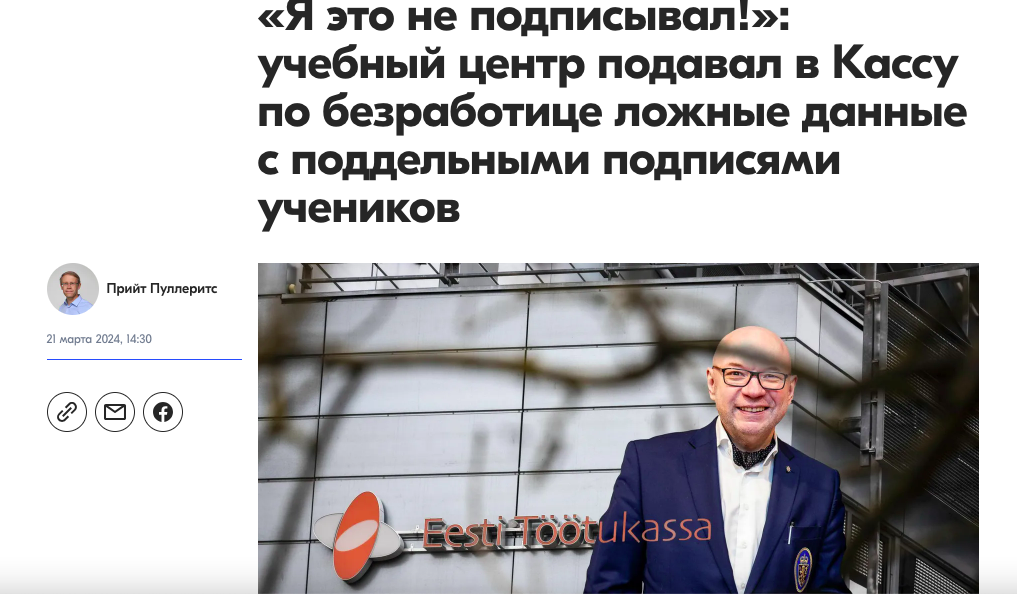 «Я это не подписывал!»:
учебный центр подавал в Кассу
по безработице ложные данные
с поддельными подписями
учеников
Прийт Пуллеритс
21 марта 2024, 14:30
Eesti Töötukassa